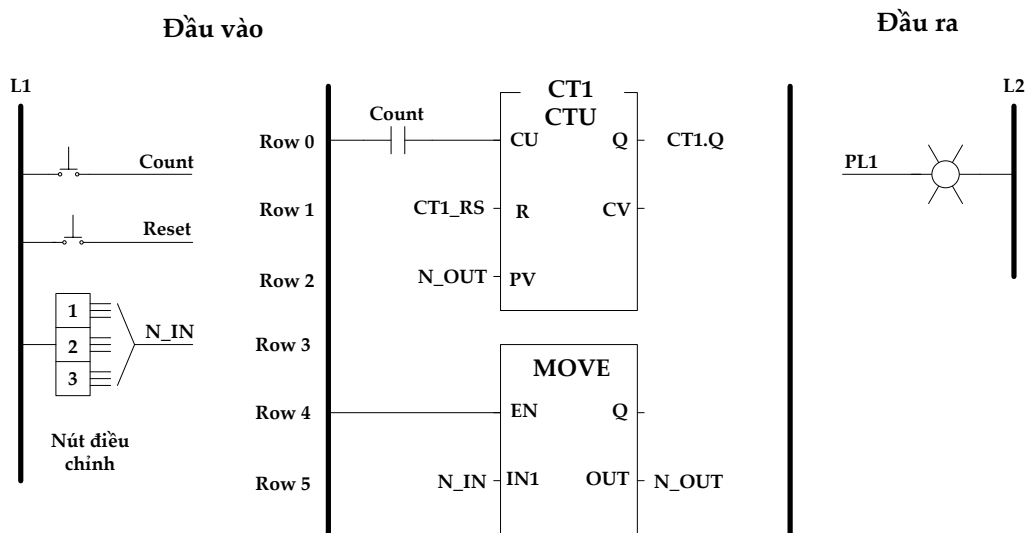 Đầu vào
Đầu ra
L1
Count
Reset
1
2
3
N_IN
Nút điều
chỉnh
Row 0
Row 1
Row 2
Row 3
Row 4
Row 5
Count
CT1
CTU
CU
Q
CT1.Q
CT1_RS
R
CV
N_OUT
PV
MOVE
EN
Q
N_IN
IN1
OUT
N_OUT
L2
PL1